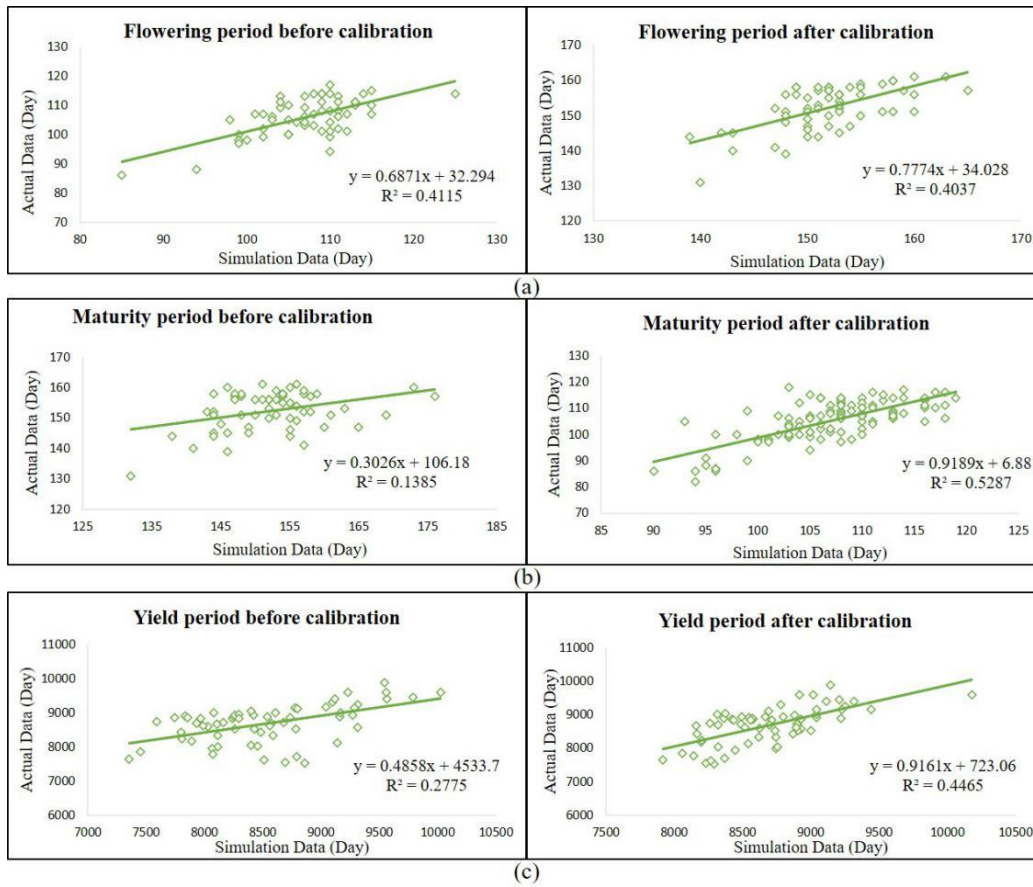 Flowering period before calibration
130
120
110
100
90
80
70
80 90 100 110 120 130
Actual Data (Day)
Simulation Data (Day)
y = 0.6871x + 32.294
R² = 0.4115
Flowering period after calibration
170
160
150
140
130
120
130 140 150 160 170
Actual Data (Day)
Simulation Data (Day)
y = 0.7774x + 34.028
R² = 0.4037
(a)
Maturity period before calibration
170
160
150
140
130
120
125 135 145 155 165 175 185
Actual Data (Day)
Simulation Data (Day)
y = 0.3026x + 106.18
R² = 0.1385
Maturity period after calibration
130
120
110
100
90
80
70
85 90 95 100 105 110 115 120 125
Actual Data (Day)
Simulation Data (Day)
y = 0.9189x + 6.88
R² = 0.5287
(b)
Yield period before calibration
11000
10000
9000
8000
7000
6000
7000 7500 8000 8500 9000 9500 10000 10500
Actual Data (Day)
Simulation Data (Day)
y = 0.4858x + 4533.7
R² = 0.2775
Yield period after calibration
11000
10000
9000
8000
7000
6000
7500 8000 8500 9000 9500 10000 10500
Actual Data (Day)
Simulation Data (Day)
y = 0.9161x + 723.06
R² = 0.4465
(c)